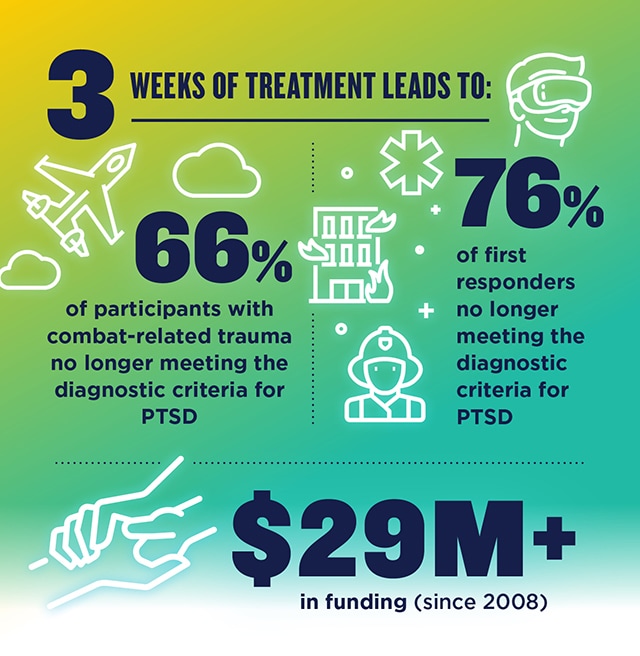 3 WEEKS OF TREATMENT LEADS TO:
66%
of participants with
combat-related trauma
no longer meeting the
diagnostic criteria for
PTSD
76%
of first
responders
no longer
meeting the
diagnostic
criteria for
PTSD
$29M+
in funding (since 2008)